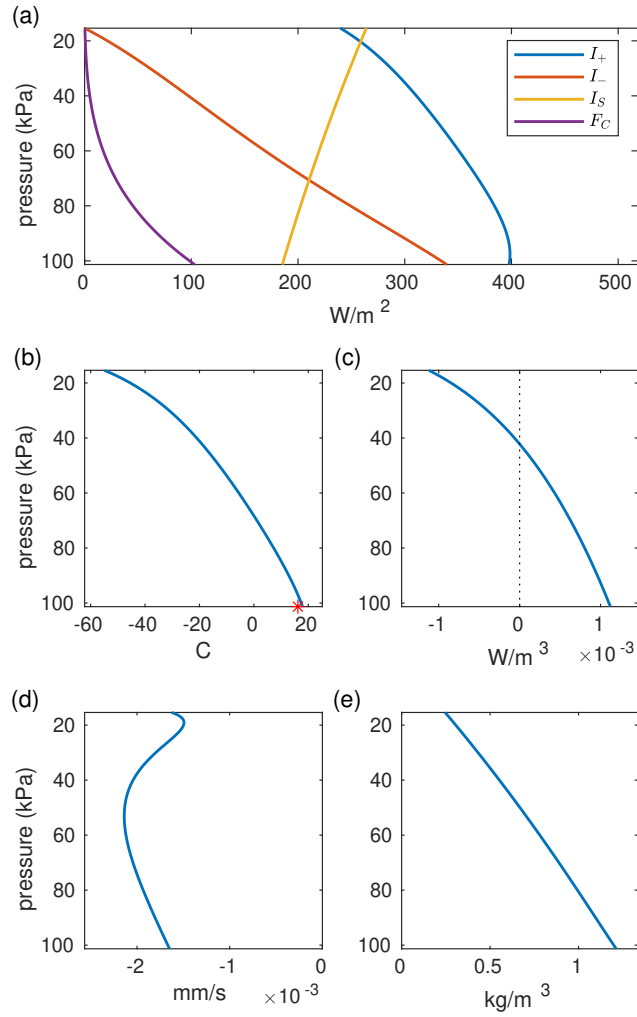 (a)
20
40
60
80
100
pressure (kPa)
0
100
200
300
400
500
W/m 2
I+
I−
IS
FC
(b)
20
40
60
80
100
pressure (kPa)
-60
-40
-20
0
20
C
(c)
20
40
60
80
100
pressure (kPa)
-1
0
1
W/m 3
×10 -3
(d)
20
40
60
80
100
pressure (kPa)
-2
-1
0
mm/s
×10 -3
(e)
20
40
60
80
100
pressure (kPa)
0
0.5
1
kg/m 3